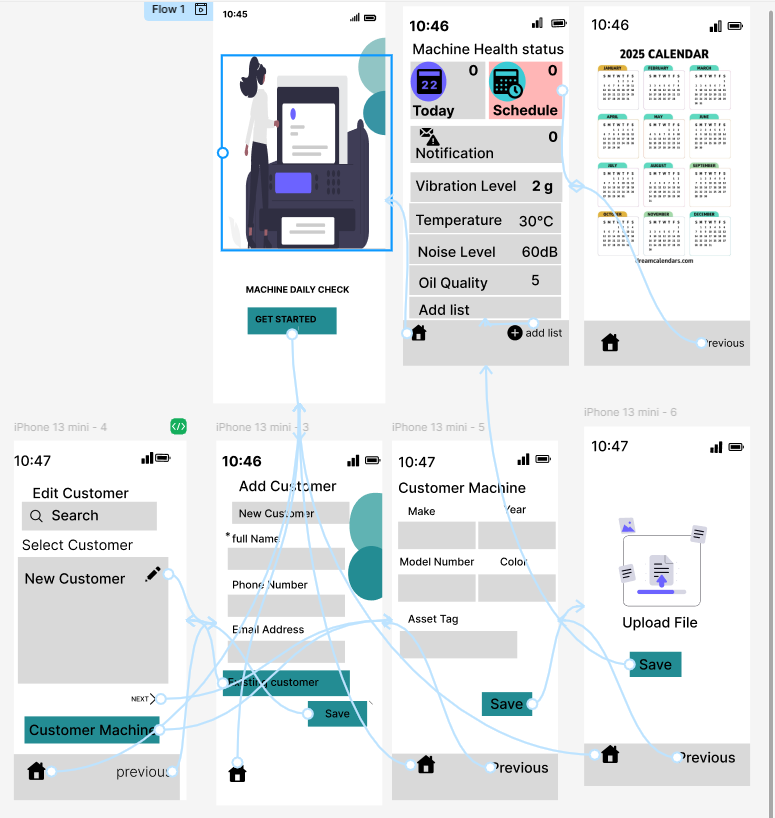 Flow 1
10:45
MACHINE DAILY CHECK
GET STARTED
10:46
Machine Health status
0
0
22
Today
Schedule
0
Notification
Vibration Level 2 g
Temperature 30°C
Noise Level 60dB
Oil Quality 5
Add list
add list
10:46
2025 CALENDAR
JANUARY FEBRUARY MARCH
APRIL MAY JUNE
JULY AUGUST SEPTEMBER
OCTOBER NOVEMBER DECEMBER
dreamcalendars.com
Previous
iPhone 13 mini - 4
10:47
Edit Customer
Search
Select Customer
New Customer
NEXT
Customer Machine
previous
iPhone 13 mini - 3
10:46
Add Customer
New Customer
*full Name
Phone Number
Email Address
Existing customer
Save
iPhone 13 mini - 5
10:47
Customer Machine
Make Year
Model Number Color
Asset Tag
Save
Previous
iPhone 13 mini - 6
10:47
Upload File
Save
Previous